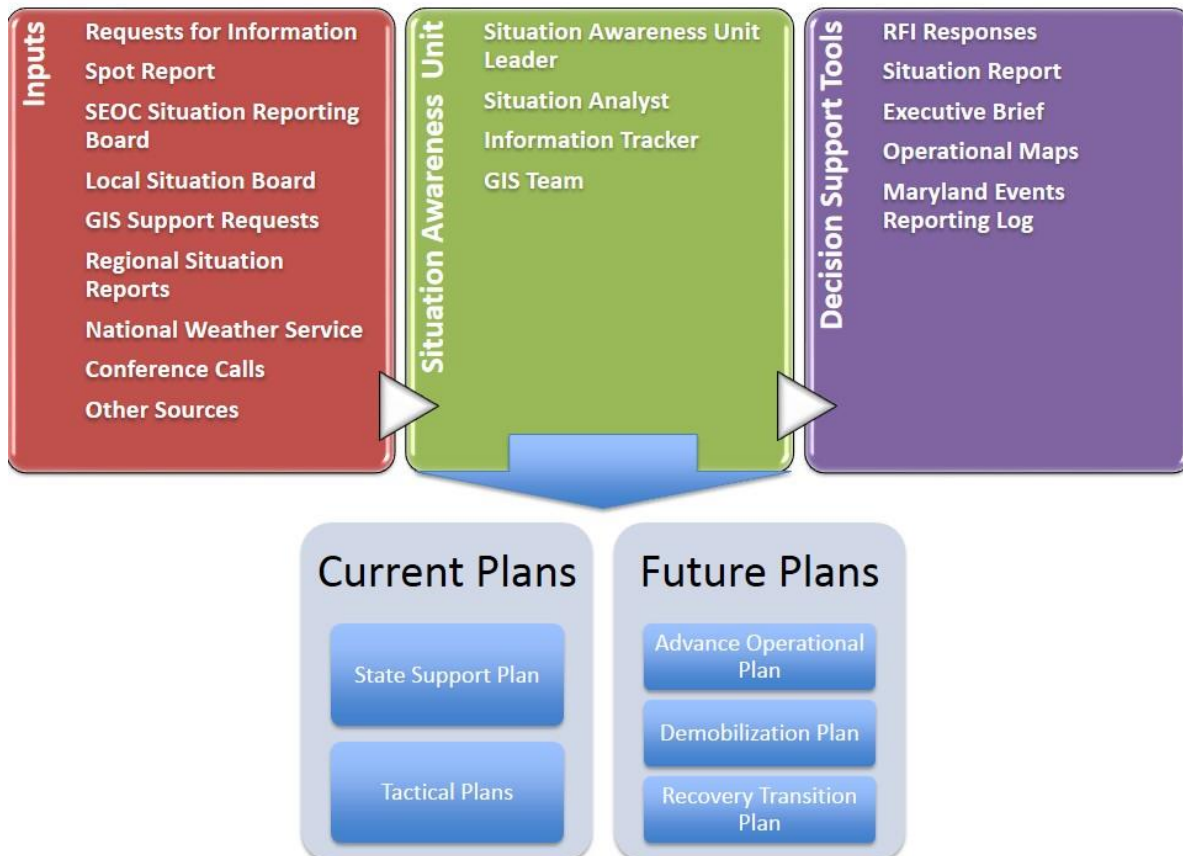 Inputs
Requests for Information
Spot Report
SEOC Situation Reporting
Board
Local Situation Board
GIS Support Requests
Regional Situation
Reports
National Weather Service
Conference Calls
Other Sources
Situation Awareness Unit
Situation Awareness Unit
Leader
Situation Analyst
Information Tracker
GIS Team
Decision Support Tools
RFI Responses
Situation Report
Executive Brief
Operational Maps
Maryland Events
Reporting Log
Current Plans
State Support Plan
Tactical Plans
Future Plans
Advance Operational
Plan
Demobilization Plan
Recovery Transition
Plan